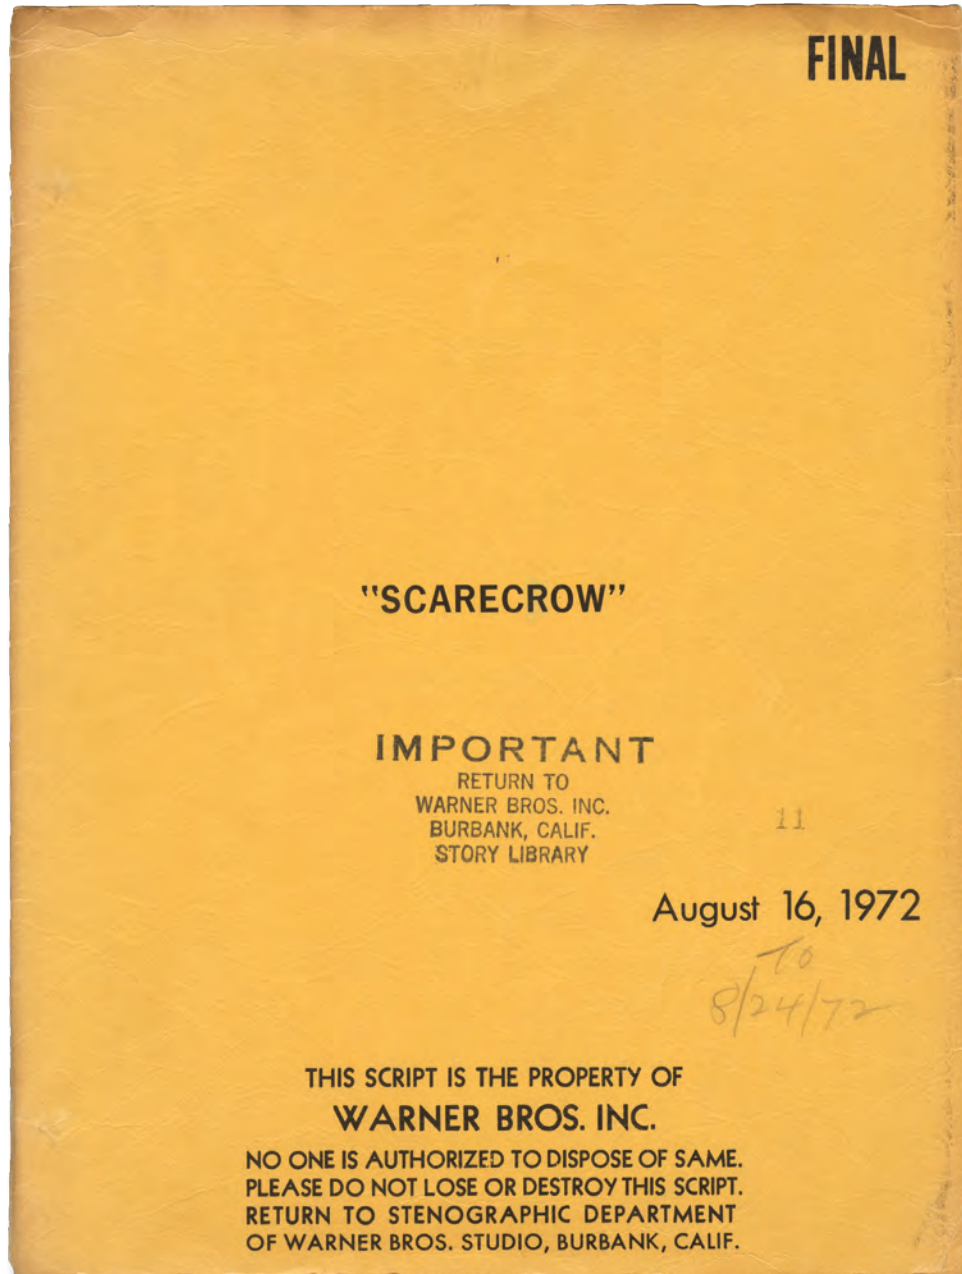 FINAL
"SCARECROW"
IMPORTANT
RETURN TO
WARNER BROS. INC.
BURBANK, CALIF.
STORY LIBRARY
11
August 16, 1972
To
8/24/72
THIS SCRIPT IS THE PROPERTY OF
WARNER BROS. INC.
NO ONE IS AUTHORIZED TO DISPOSE OF SAME.
PLEASE DO NOT LOSE OR DESTROY THIS SCRIPT.
RETURN TO STENOGRAPHIC DEPARTMENT
OF WARNER BROS. STUDIO, BURBANK, CALIF.